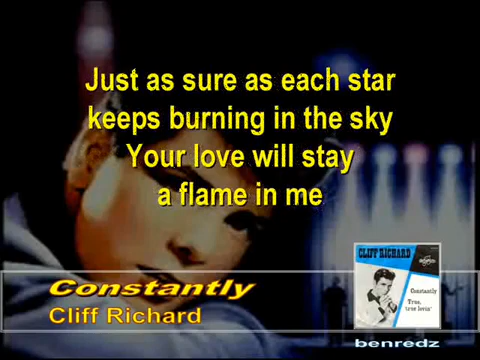 Just as sure as each star
keeps burning in the sky
Your love will stay
a flame in me
Constantly
Cliff Richard
CLIFF RICHARD
Constantly
True,
true lovin'
benredz